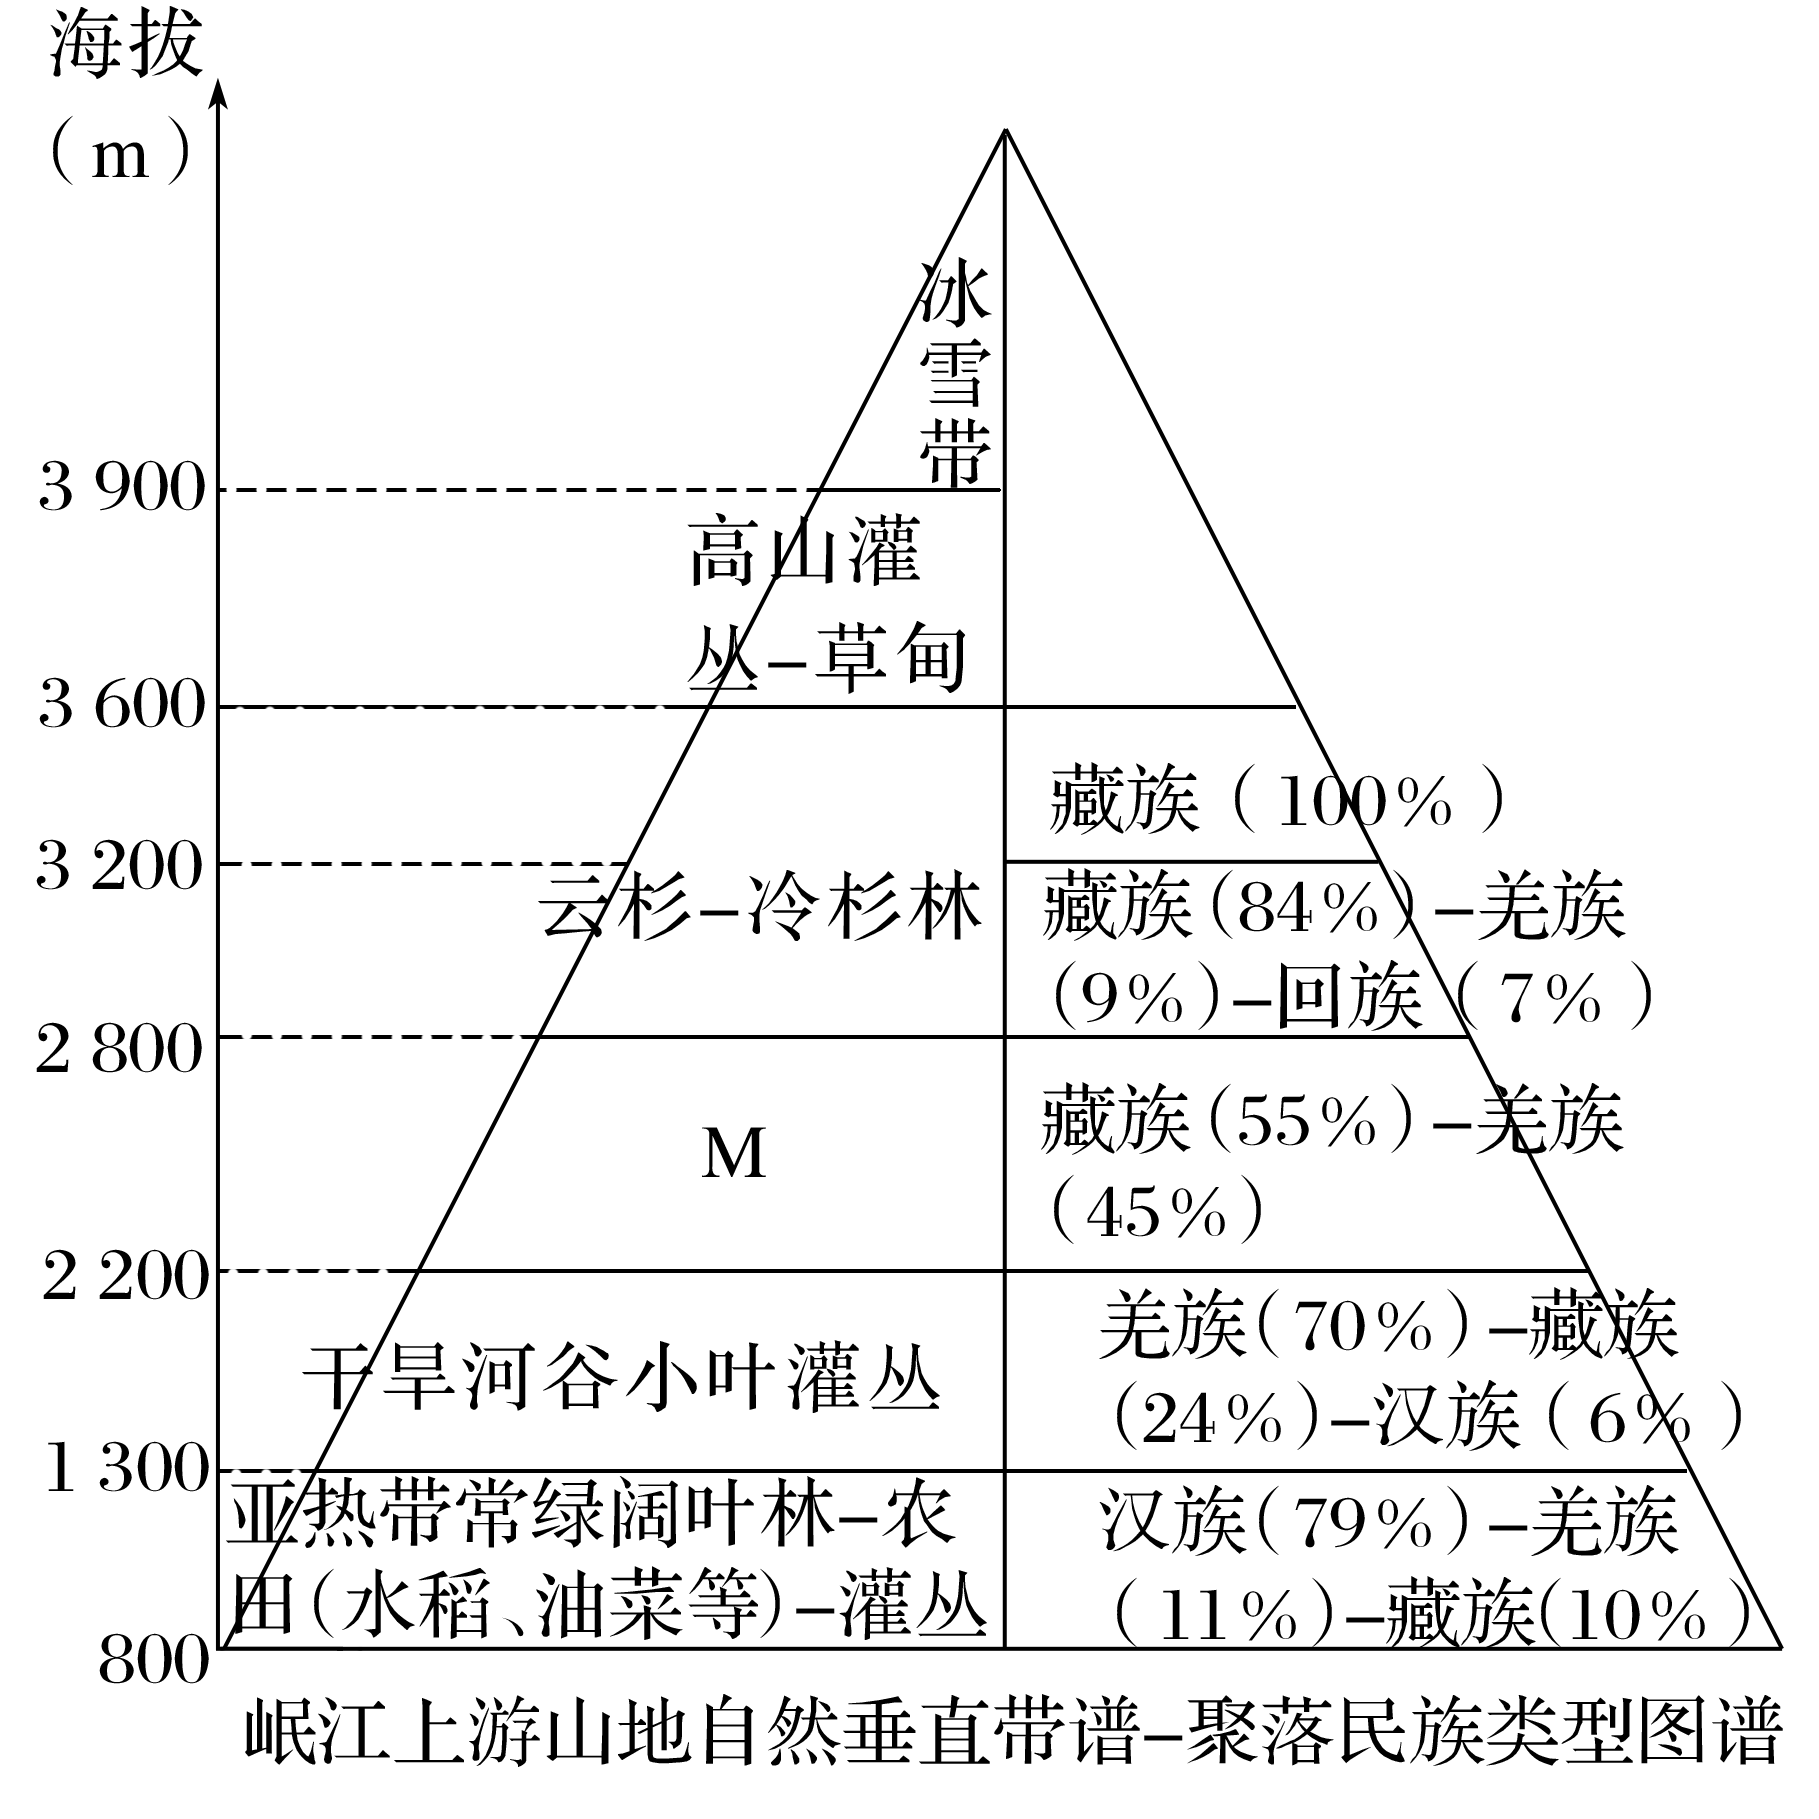 海拔
(m)
冰
雪
带
3 900
高山灌
丛-草甸
3 600
藏族(100%)
3 200
云杉-冷杉林
藏族(84%)-羌族
(9%)-回族(7%)
2 800
M
藏族(55%)-羌族
(45%)
2 200
干旱河谷小叶灌丛
羌族(70%)-藏族
(24%)-汉族(6%)
1 300
亚热带常绿阔叶林-农
田(水稻、油菜等)-灌丛
汉族(79%)-羌族
(11%)-藏族(10%)
800
岷江上游山地自然垂直带谱-聚落民族类型图谱